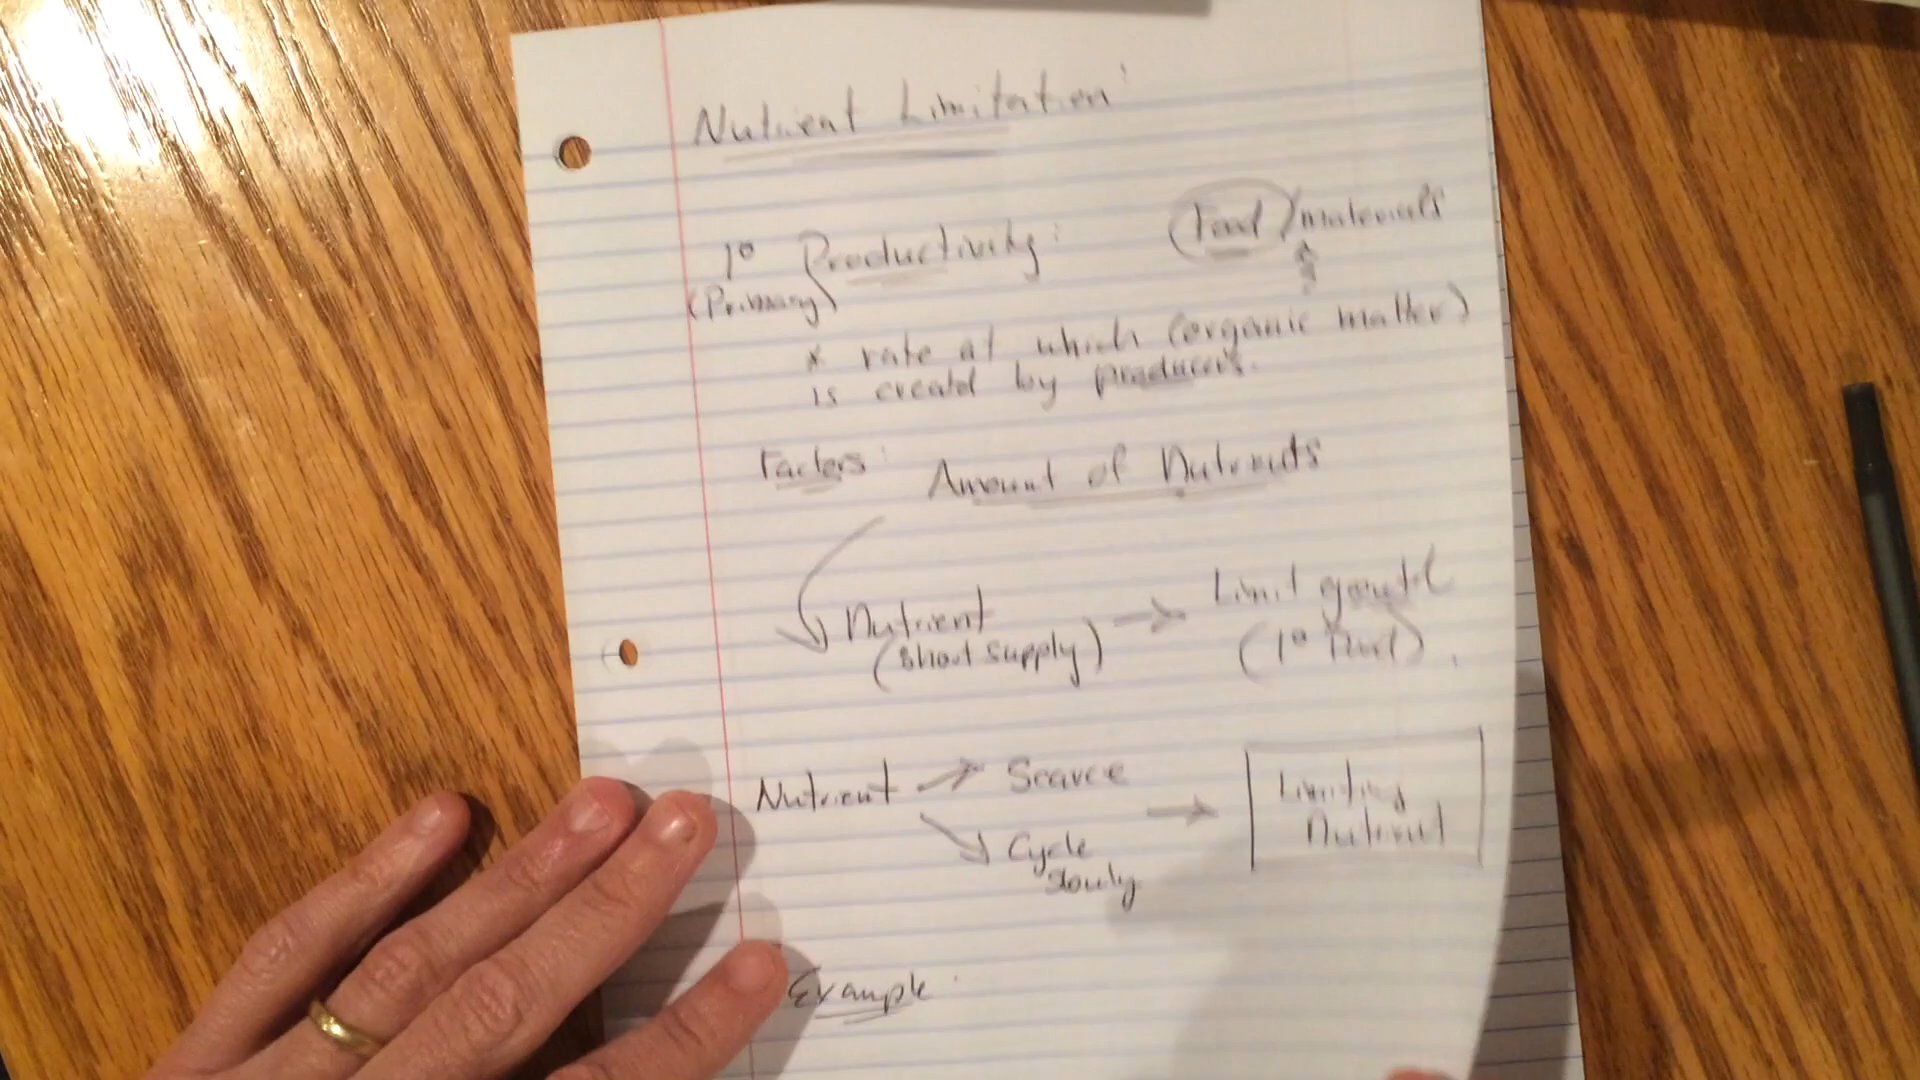 Nutrient Limitation:
1° Productivity: (Food)/materials
(Primary)
* rate at which (organic matter)
is created by producers.
Factors: Amount of Nutrients
Nutrient → Limit growth
(short supply) (1° Prod).
Nutrient → Scarce
Cycle
slowly
→ Limiting
Nutrient
Example: